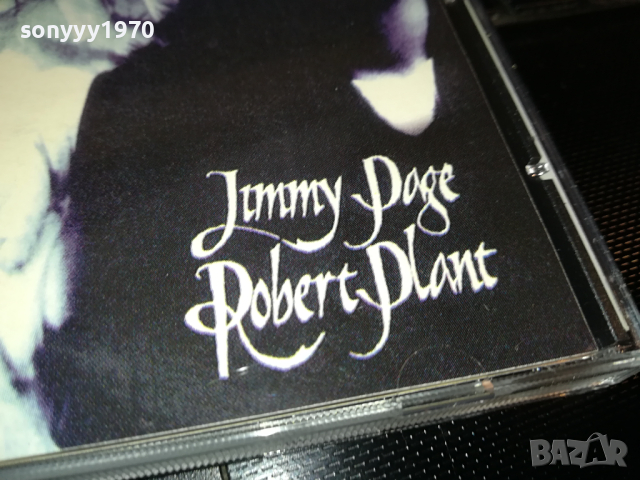 sonyyy1970
Jimmy Page
Robert Plant
BAZAR